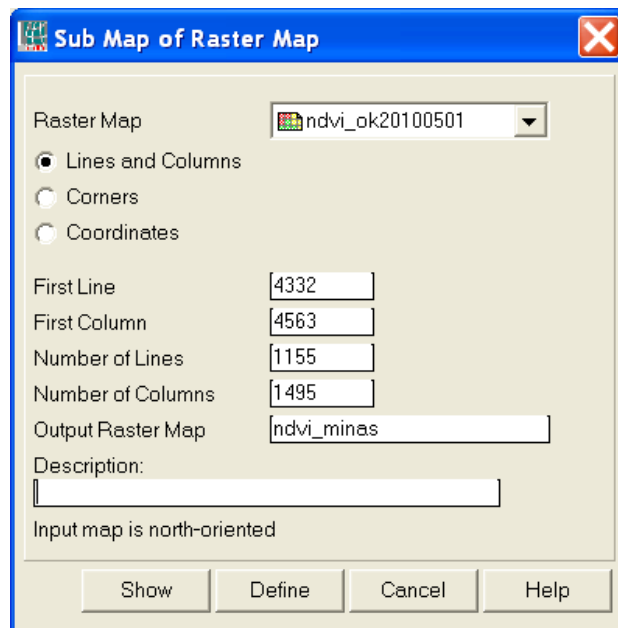 Sub Map of Raster Map
Raster Map ndvi_ok20100501
Lines and Columns
Corners
Coordinates
First Line 4332
First Column 4563
Number of Lines 1155
Number of Columns 1495
Output Raster Map ndvi_minas
Description:
Input map is north-oriented
Show Define Cancel Help